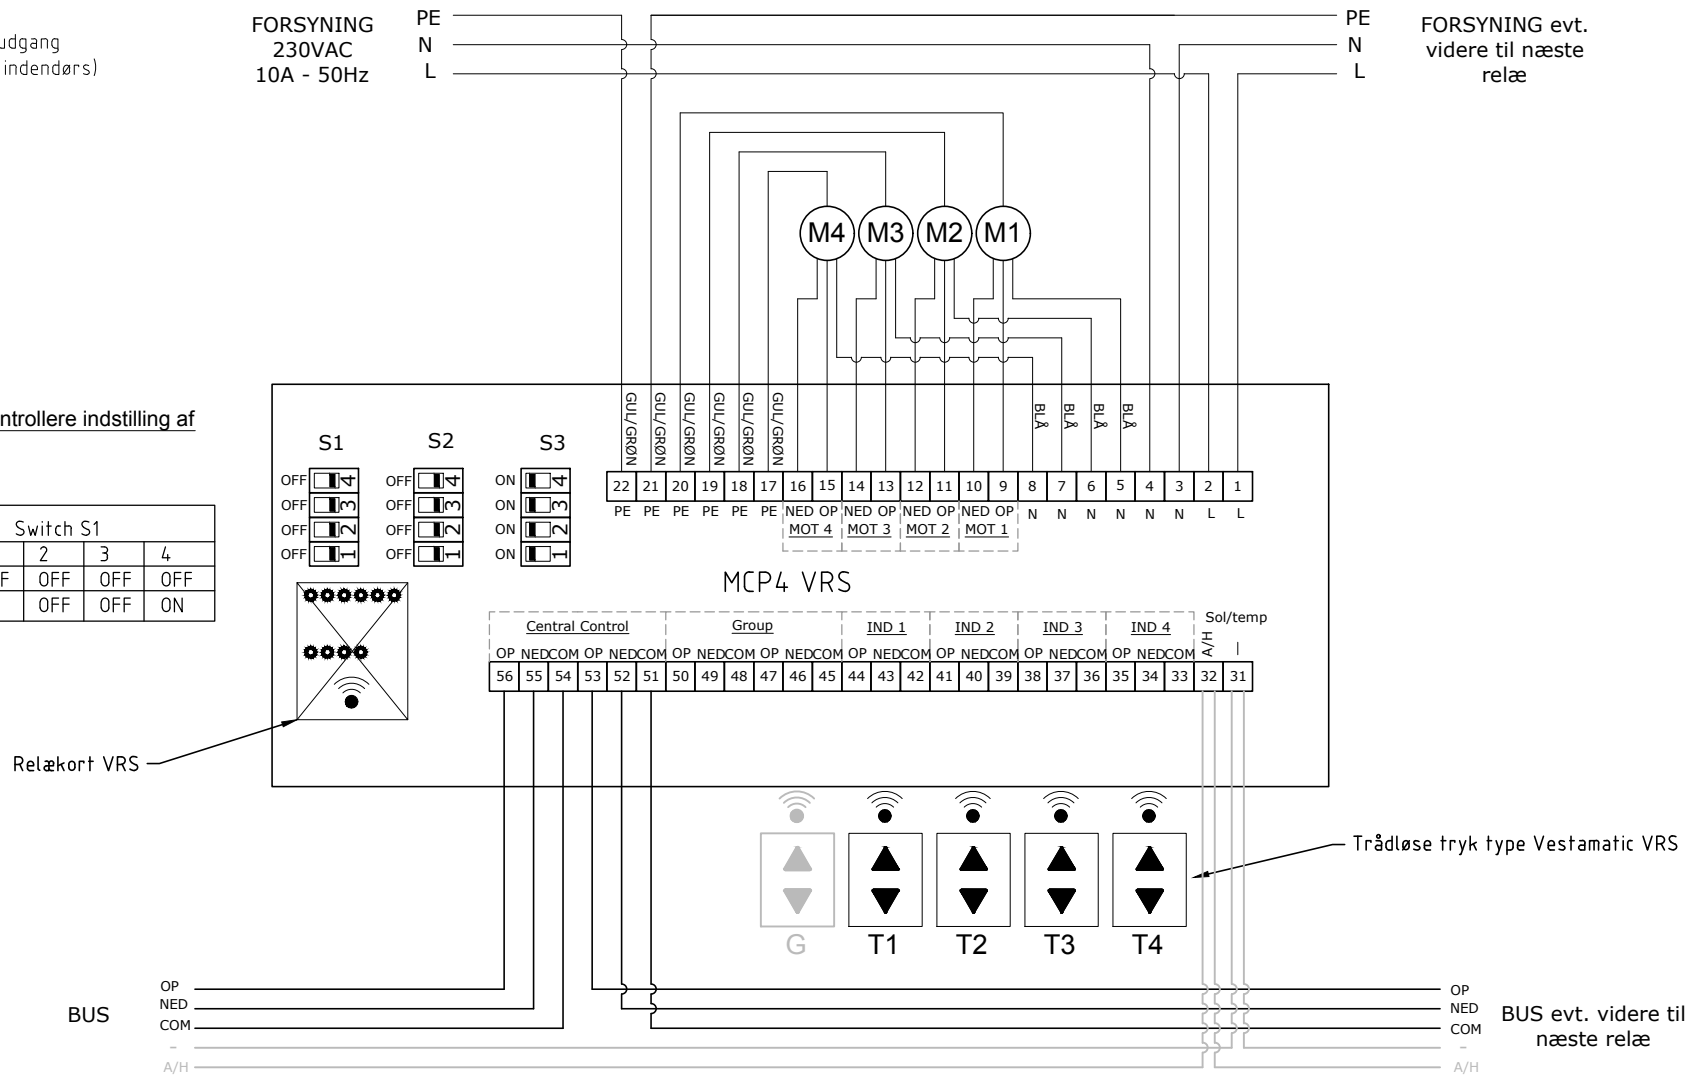 udgang
indendørs)
FORSYNING
230VAC
10A - 50Hz
PE
N
L
PE
N
L
FORSYNING evt.
videre til næste
relæ
M4 M3 M2 M1
ntrollere indstilling af
S1 S2 S3
OFF 4 OFF 4 ON 4
OFF 3 OFF 3 ON 3
OFF 2 OFF 2 ON 2
OFF 1 OFF 1 ON 1
GUL/GRØN GUL/GRØN GUL/GRØN GUL/GRØN GUL/GRØN GUL/GRØN BLÅ BLÅ BLÅ BLÅ
22 21 20 19 18 17 16 15 14 13 12 11 10 9 8 7 6 5 4 3 2 1
PE PE PE PE PE PE NED OP NED OP NED OP NED OP N N N N N N L L
MOT 4 MOT 3 MOT 2 MOT 1
Switch S1
2 3 4
F OFF OFF OFF
OFF OFF ON
MCP4 VRS
Central Control Group IND 1 IND 2 IND 3 IND 4 Sol/temp
OP NED COM OP NED COM OP NED COM OP NED COM OP NED COM OP NED COM OP NED COM OP NED COM A/H —
56 55 54 53 52 51 50 49 48 47 46 45 44 43 42 41 40 39 38 37 36 35 34 33 32 31
Relækort VRS
Trådløse tryk type Vestamatic VRS
G T1 T2 T3 T4
BUS
OP
NED
COM
-
A/H
OP
NED
COM
-
A/H
BUS evt. videre til
næste relæ